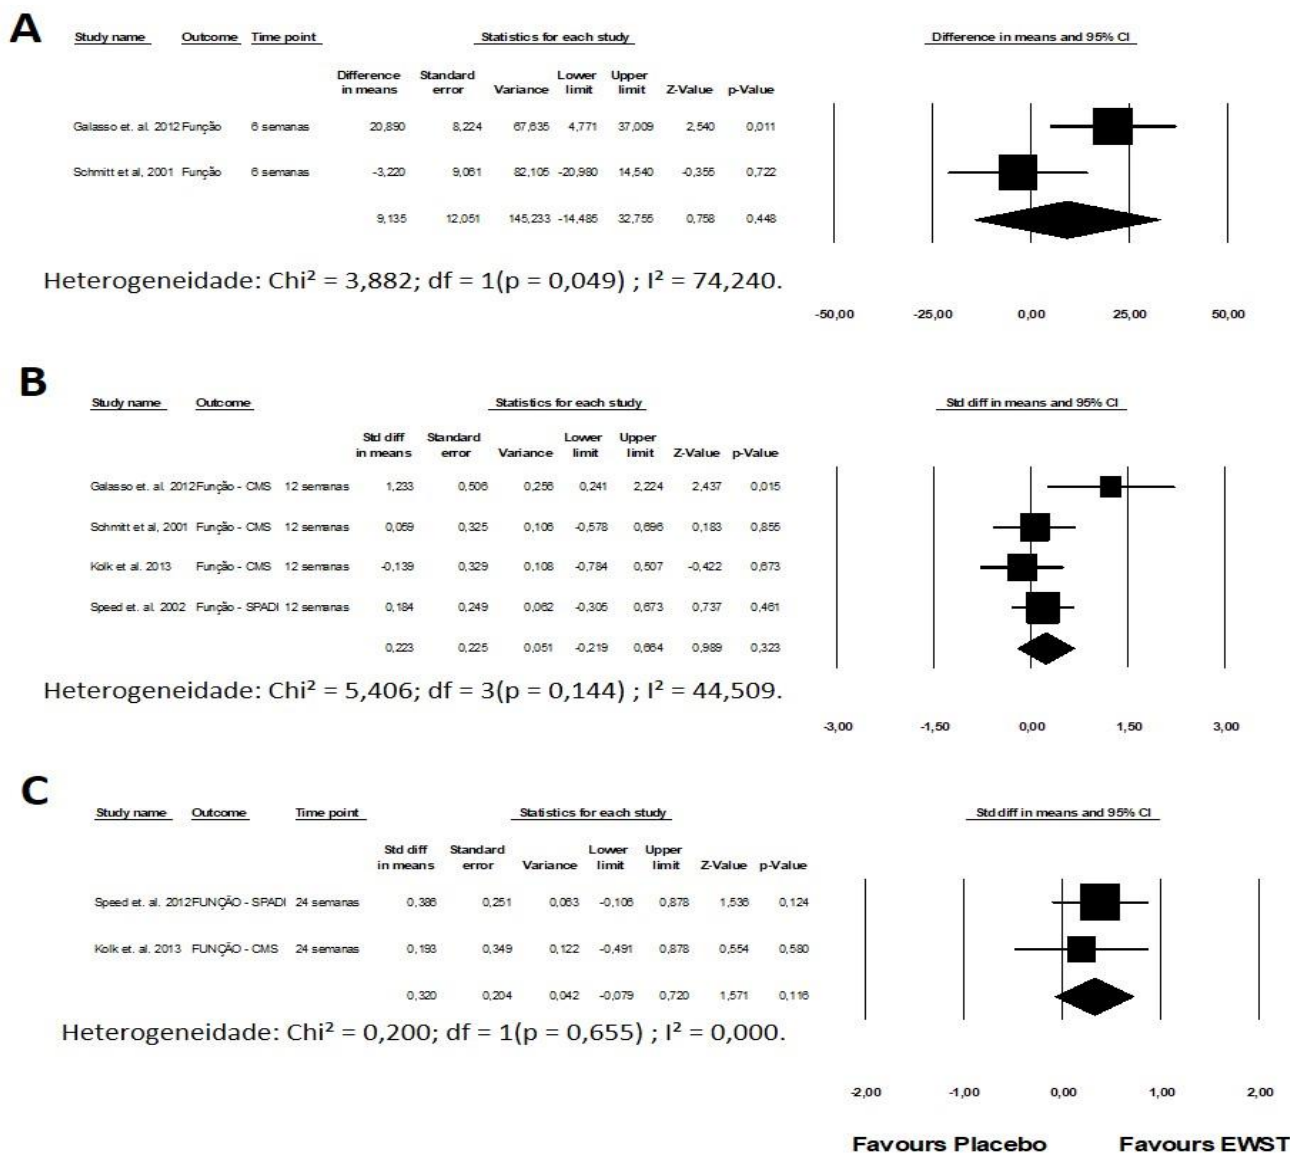 A
Study name Outcome Time point Statistics for each study Difference in means and 95% CI
Difference in means Standard error Variance Lower limit Upper limit Z-Value p-Value
Galasso et. al. 2012 Função 6 semanas 20,890 8,224 67,635 4,771 37,009 2,540 0,011
Schmitt et al, 2001 Função 6 semanas -3,220 9,061 82,105 -20,980 14,540 -0,355 0,722
9,135 12,051 145,233 -14,485 32,755 0,758 0,448
Heterogeneidade: Chi² = 3,882; df = 1(p = 0,049) ; I² = 74,240.
-50,00 -25,00 0,00 25,00 50,00
B
Study name Outcome Statistics for each study Std diff in means and 95% CI
Std diff in means Standard error Variance Lower limit Upper limit Z-Value p-Value
Galasso et. al. 2012 Função - CMS 12 semanas 1,233 0,506 0,256 0,241 2,224 2,437 0,015
Schmitt et al, 2001 Função - CMS 12 semanas 0,059 0,325 0,106 -0,578 0,696 0,183 0,855
Kolk et al. 2013 Função - CMS 12 semanas -0,139 0,329 0,108 -0,784 0,507 -0,422 0,673
Speed et. al. 2002 Função - SPADI 12 semanas 0,184 0,249 0,062 -0,305 0,673 0,737 0,461
0,223 0,225 0,051 -0,219 0,664 0,989 0,323
Heterogeneidade: Chi² = 5,406; df = 3(p = 0,144) ; I² = 44,509.
-3,00 -1,50 0,00 1,50 3,00
C
Study name Outcome Time point Statistics for each study Std diff in means and 95% CI
Std diff in means Standard error Variance Lower limit Upper limit Z-Value p-Value
Speed et. al. 2012 FUNÇÃO - SPADI 24 semanas 0,386 0,251 0,063 -0,106 0,878 1,536 0,124
Kolk et. al. 2013 FUNÇÃO - CMS 24 semanas 0,193 0,349 0,122 -0,491 0,878 0,554 0,580
0,320 0,204 0,042 -0,079 0,720 1,571 0,116
Heterogeneidade: Chi² = 0,200; df = 1(p = 0,655) ; I² = 0,000.
-2,00 -1,00 0,00 1,00 2,00
Favours Placebo Favours EWST